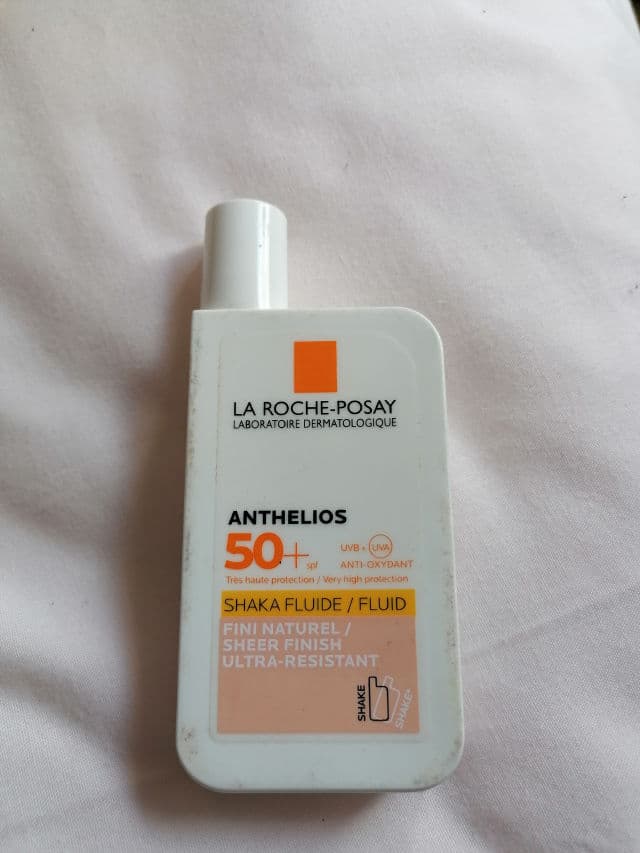 LA ROCHE-POSAY
LABORATOIRE DERMATOLOGIQUE
ANTHELIOS
50+ spf
UVB + UVA
ANTI-OXYDANT
Très haute protection / Very high protection
SHAKA FLUIDE / FLUID
FINI NATUREL /
SHEER FINISH
ULTRA-RESISTANT
SHAKE
SHAKE*